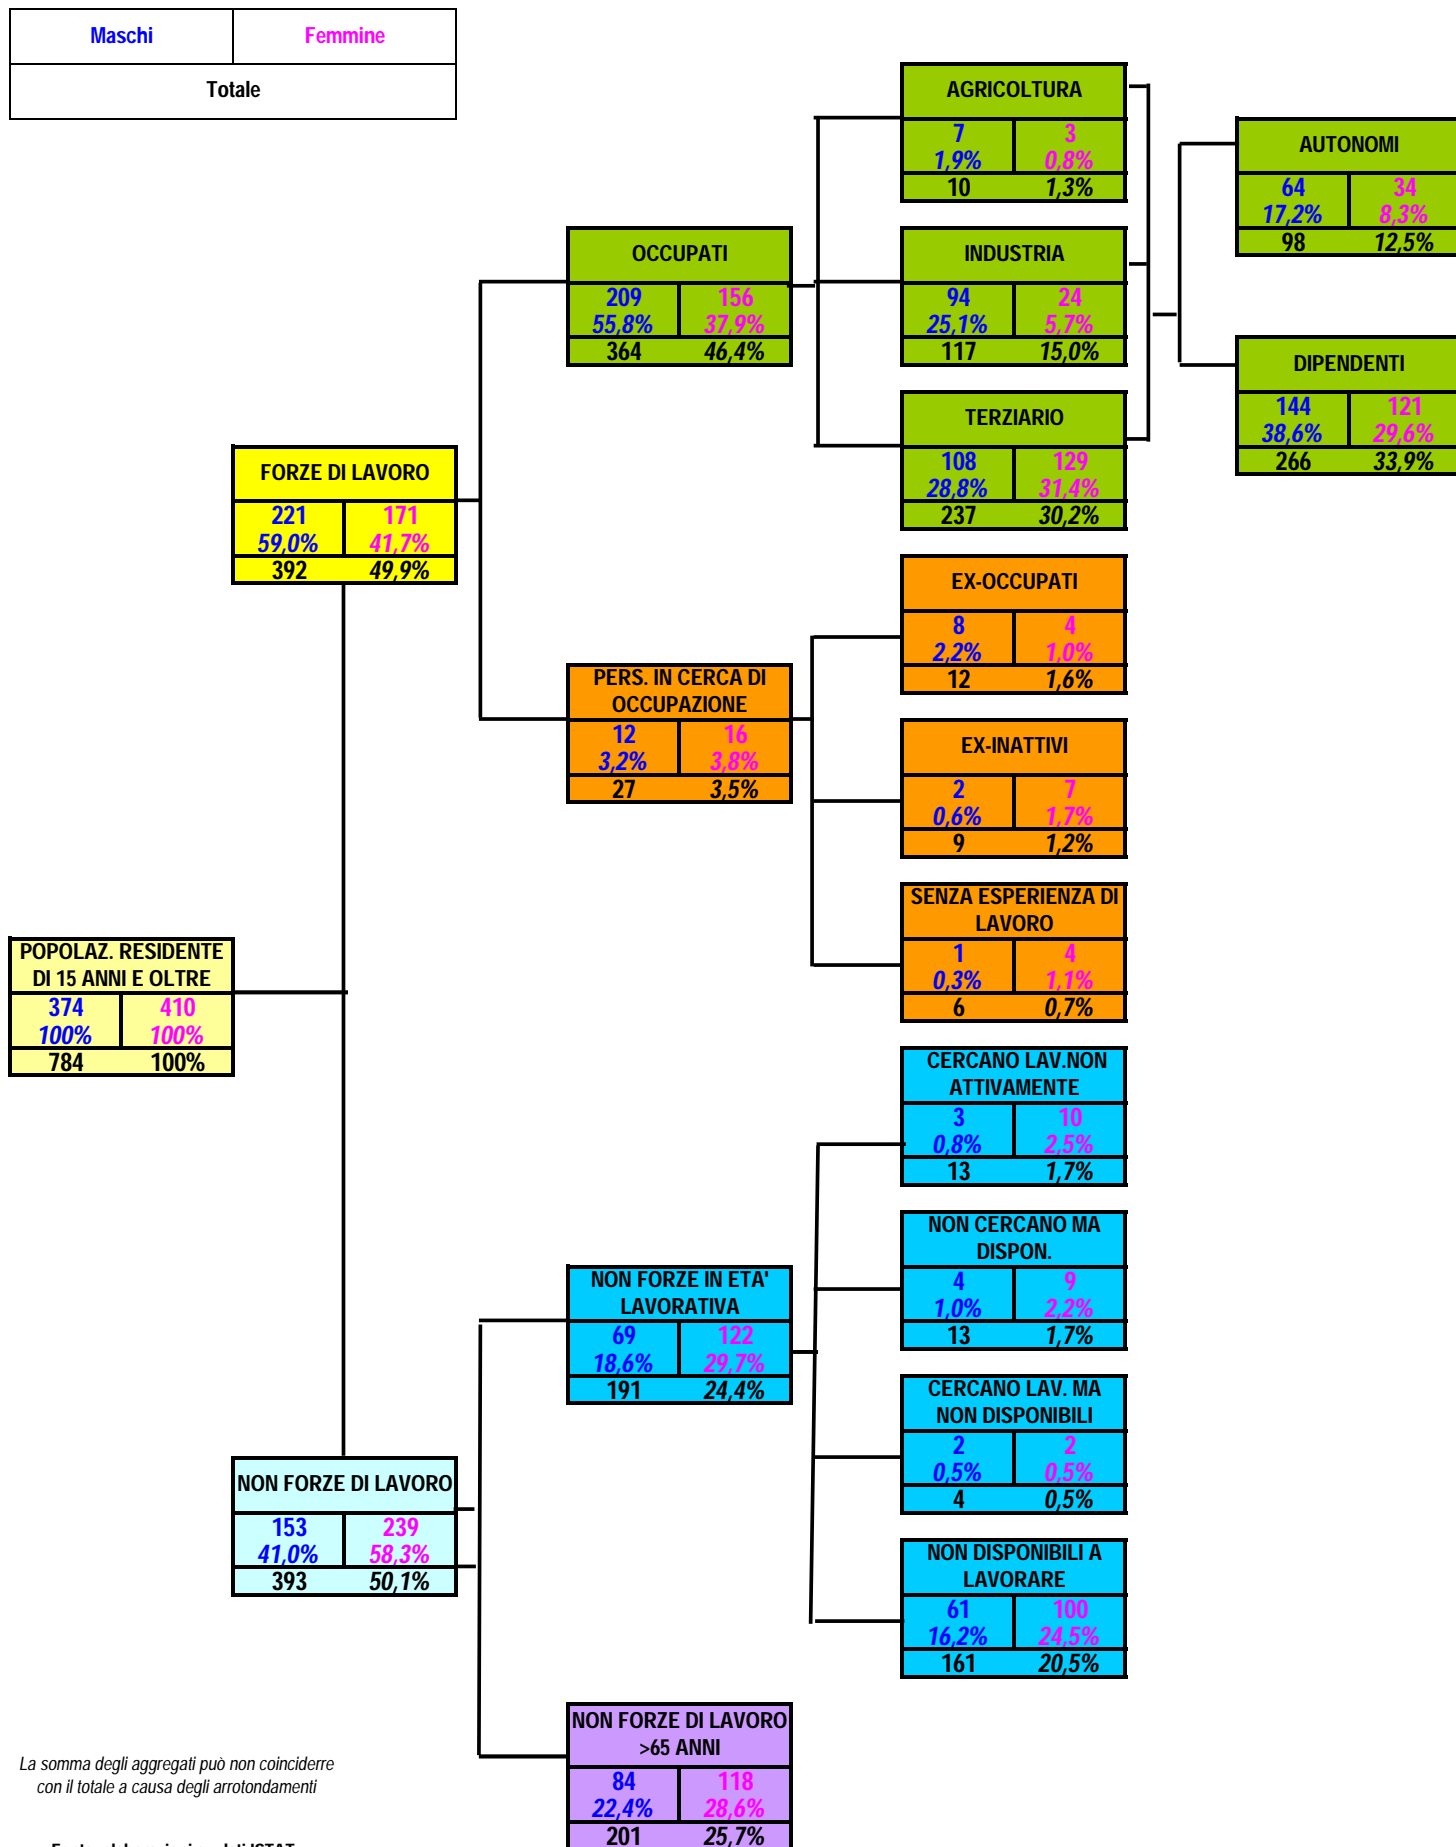 Maschi Femmine
Totale
AGRICOLTURA
7 3
1,9% 0,8%
10 1,3%
AUTONOMI
64 34
17,2% 8,3%
98 12,5%
OCCUPATI
209 156
55,8% 37,9%
364 46,4%
INDUSTRIA
94 24
25,1% 5,7%
117 15,0%
DIPENDENTI
144 121
38,6% 29,6%
266 33,9%
TERZIARIO
108 129
28,8% 31,4%
237 30,2%
FORZE DI LAVORO
221 171
59,0% 41,7%
392 49,9%
EX-OCCUPATI
8 4
2,2% 1,0%
12 1,6%
PERS. IN CERCA DI
OCCUPAZIONE
12 16
3,2% 3,8%
27 3,5%
EX-INATTIVI
2 7
0,6% 1,7%
9 1,2%
SENZA ESPERIENZA DI
LAVORO
1 4
0,3% 1,1%
6 0,7%
POPOLAZ. RESIDENTE
DI 15 ANNI E OLTRE
374 410
100% 100%
784 100%
CERCANO LAV.NON
ATTIVAMENTE
3 10
0,8% 2,5%
13 1,7%
NON CERCANO MA
DISPON.
4 9
1,0% 2,2%
13 1,7%
NON FORZE IN ETA'
LAVORATIVA
69 122
18,6% 29,7%
191 24,4%
CERCANO LAV. MA
NON DISPONIBILI
2 2
0,5% 0,5%
4 0,5%
NON FORZE DI LAVORO
153 239
41,0% 58,3%
393 50,1%
NON DISPONIBILI A
LAVORARE
61 100
16,2% 24,5%
161 20,5%
NON FORZE DI LAVORO
>65 ANNI
84 118
22,4% 28,6%
201 25,7%
La somma degli aggregati può non coinciderre
con il totale a causa degli arrotondamenti